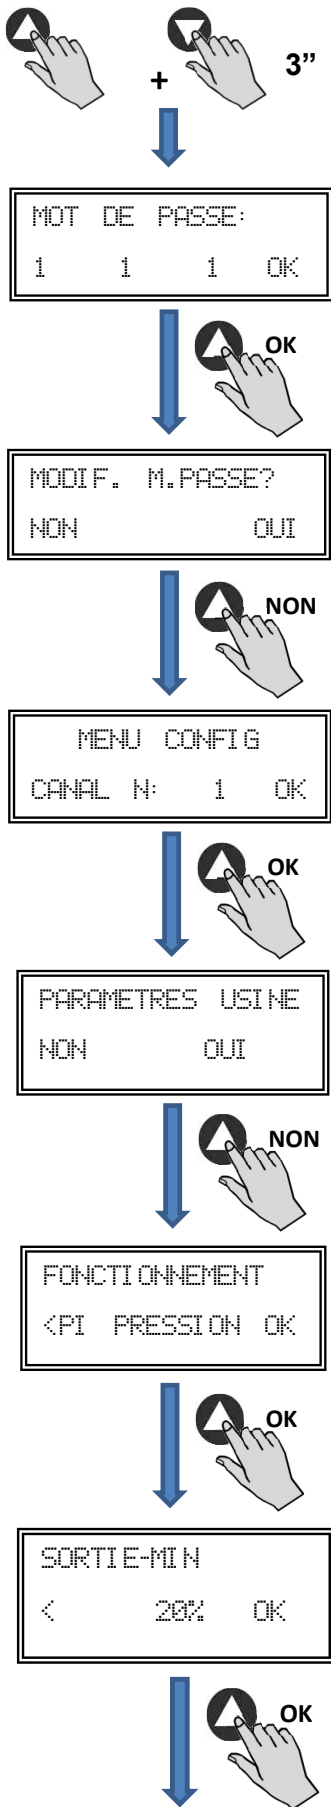 + 3”
MOT DE PASSE:
1 1 1 OK
OK
MODIF. M.PASSE?
NON OUI
NON
MENU CONFIG
CANAL N: 1 OK
OK
PARAMETRES USINE
NON OUI
NON
FONCTIONNEMENT
<PI PRESSION OK
OK
SORTIE-MIN
< 20% OK
OK